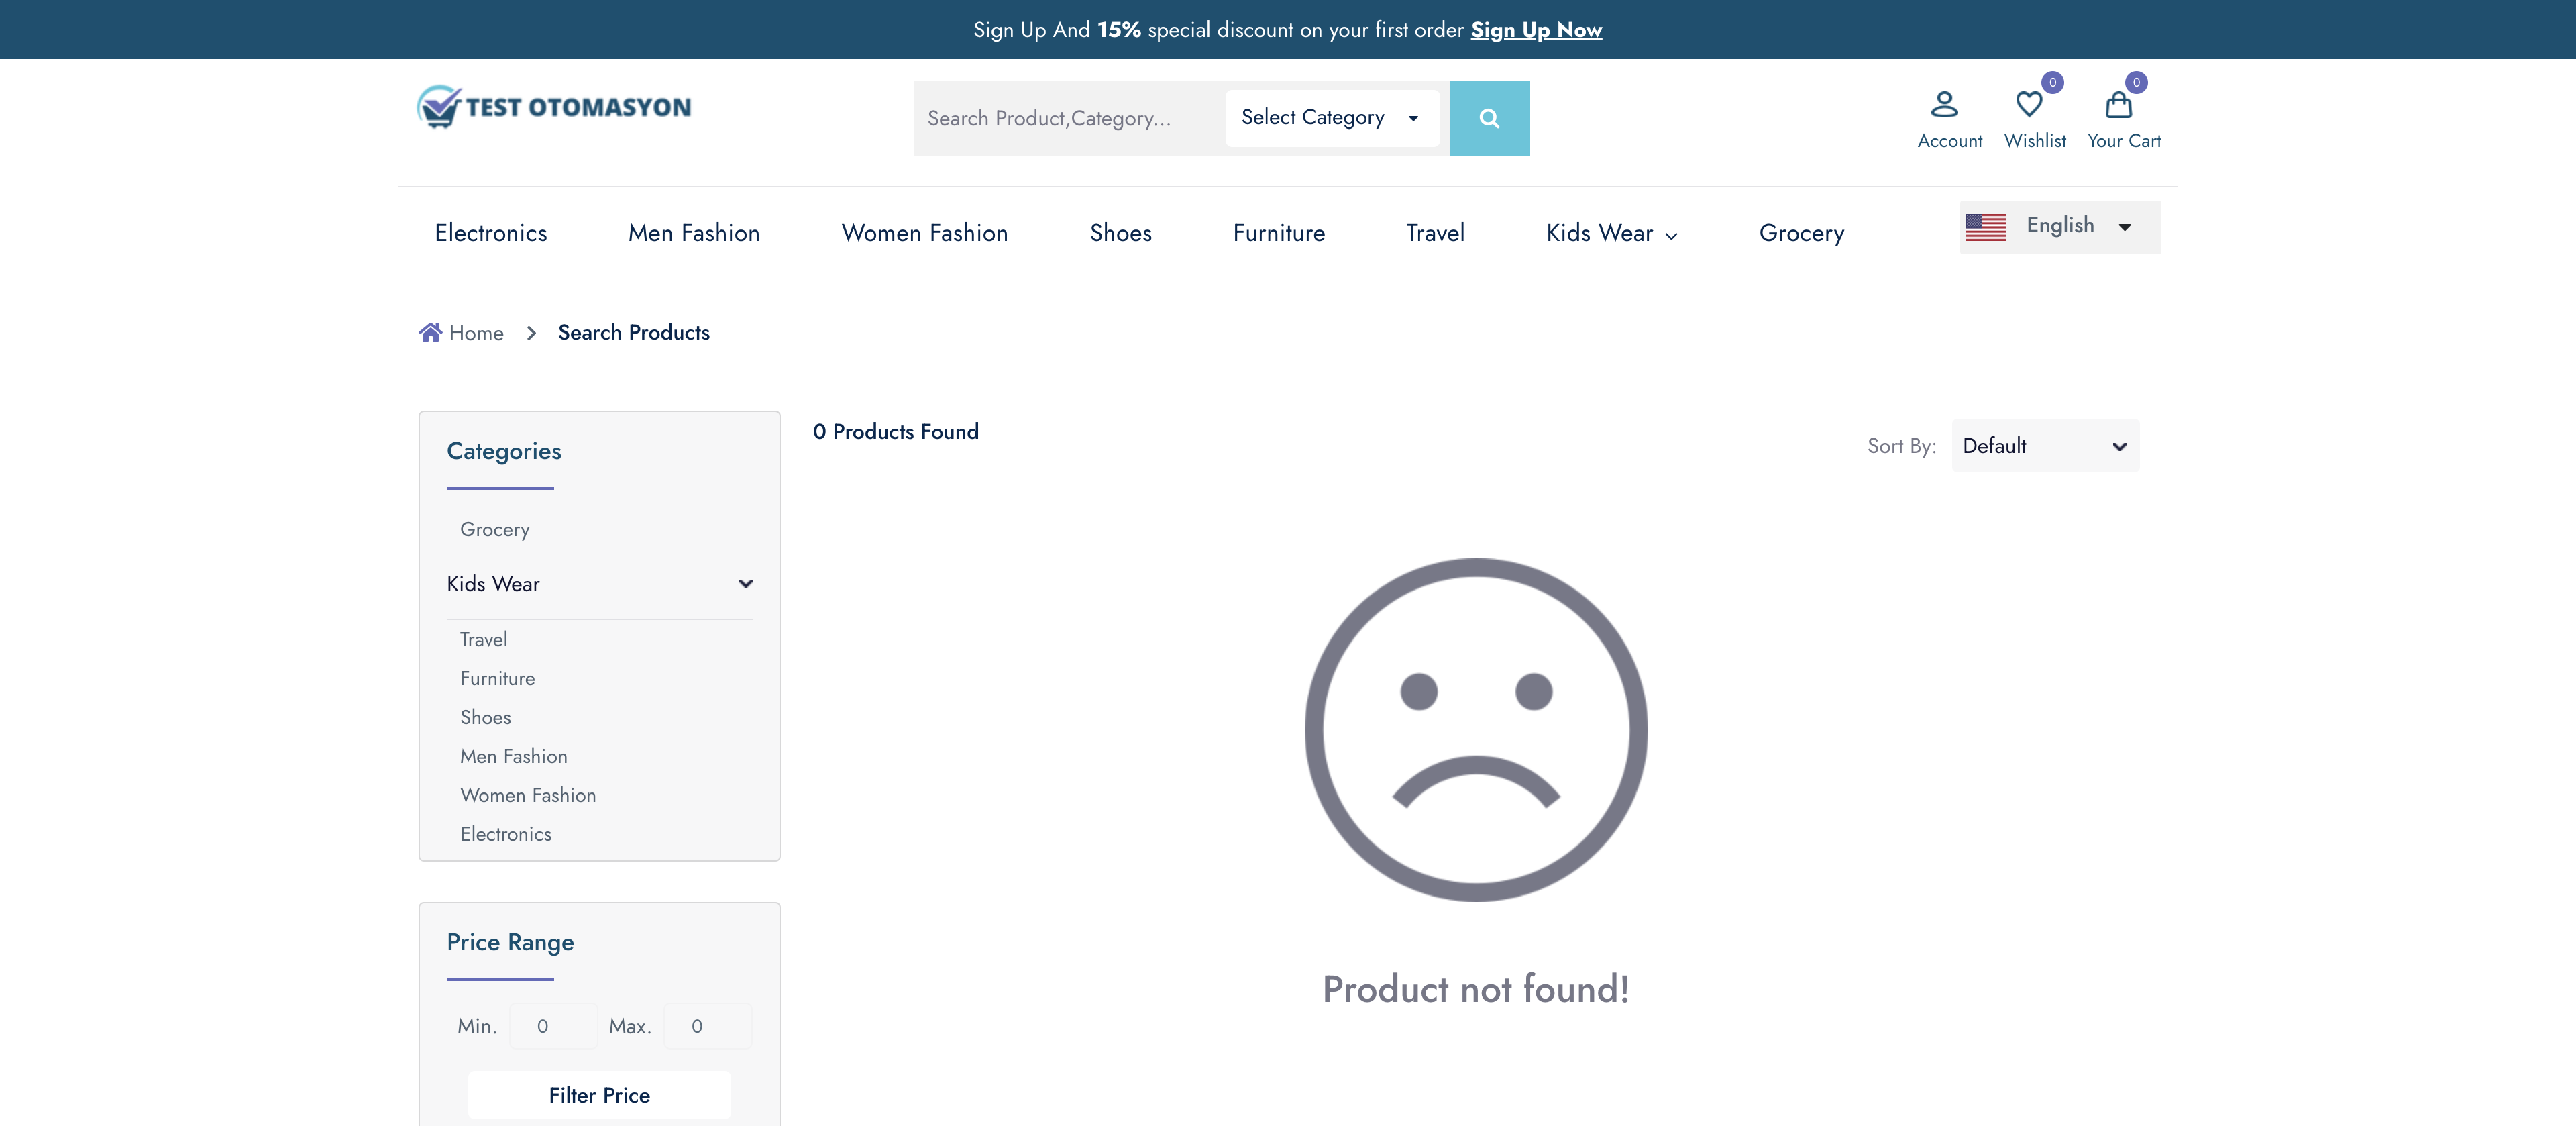 Sign Up And 15% special discount on your first order Sign Up Now
TEST OTOMASYON
Search Product,Category...
Select Category
0
0
Account
Wishlist
Your Cart
Electronics
Men Fashion
Women Fashion
Shoes
Furniture
Travel
Kids Wear
Grocery
English
Home
Search Products
Categories
Grocery
Kids Wear
Travel
Furniture
Shoes
Men Fashion
Women Fashion
Electronics
Price Range
Min. 0 Max. 0
Filter Price
0 Products Found
Sort By: Default
Product not found!